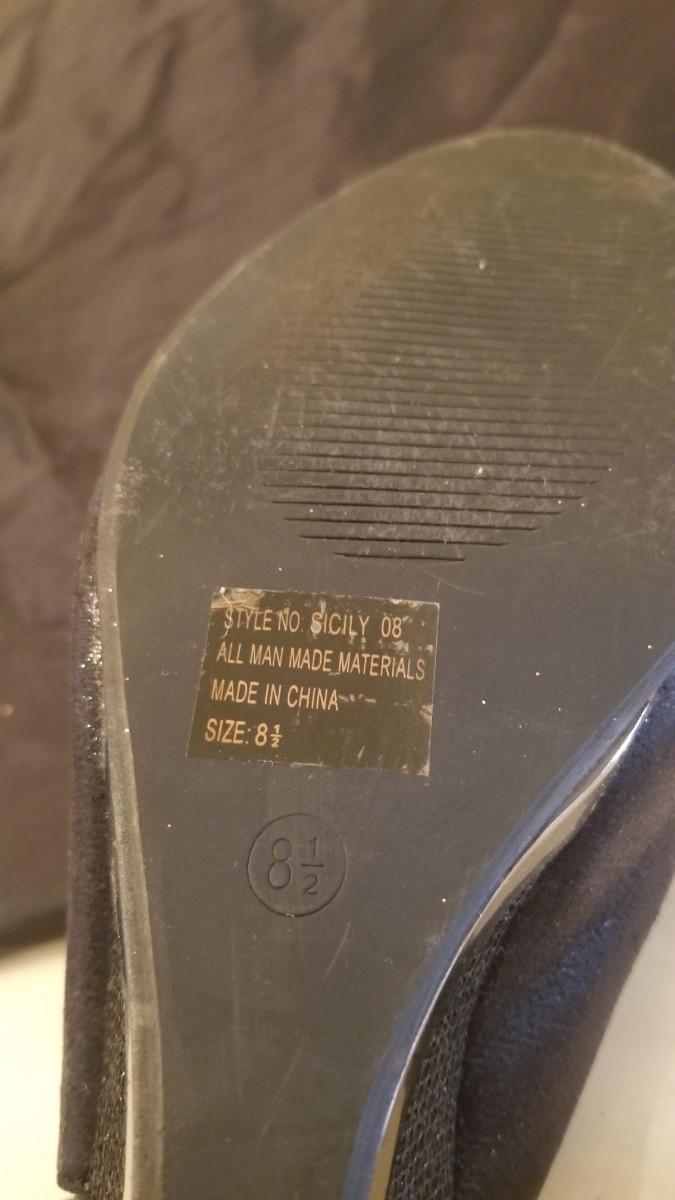 STYLE NO. SICILY 08
ALL MAN MADE MATERIALS
MADE IN CHINA
SIZE: 8½
8½